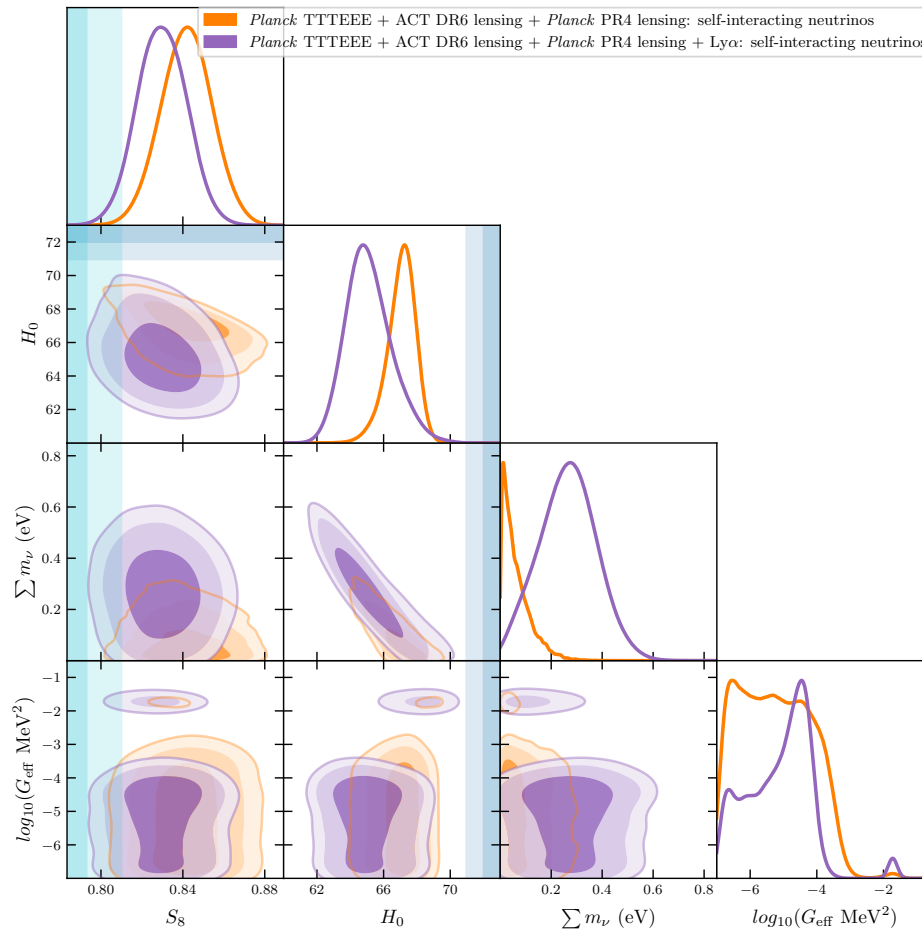 Planck TTTEEE + ACT DR6 lensing + Planck PR4 lensing: self-interacting neutrinos
Planck TTTEEE + ACT DR6 lensing + Planck PR4 lensing + Lyα: self-interacting neutrinos
72
70
68
66
64
62
H₀
0.8
0.6
0.4
0.2
∑ mν (eV)
−1
−2
−3
−4
−5
−6
log₁₀(G_eff MeV²)
0.80 0.84 0.88
62 66 70
0.2 0.4 0.6 0.8
−6 −4 −2
S₈
H₀
∑ mν (eV)
log₁₀(G_eff MeV²)